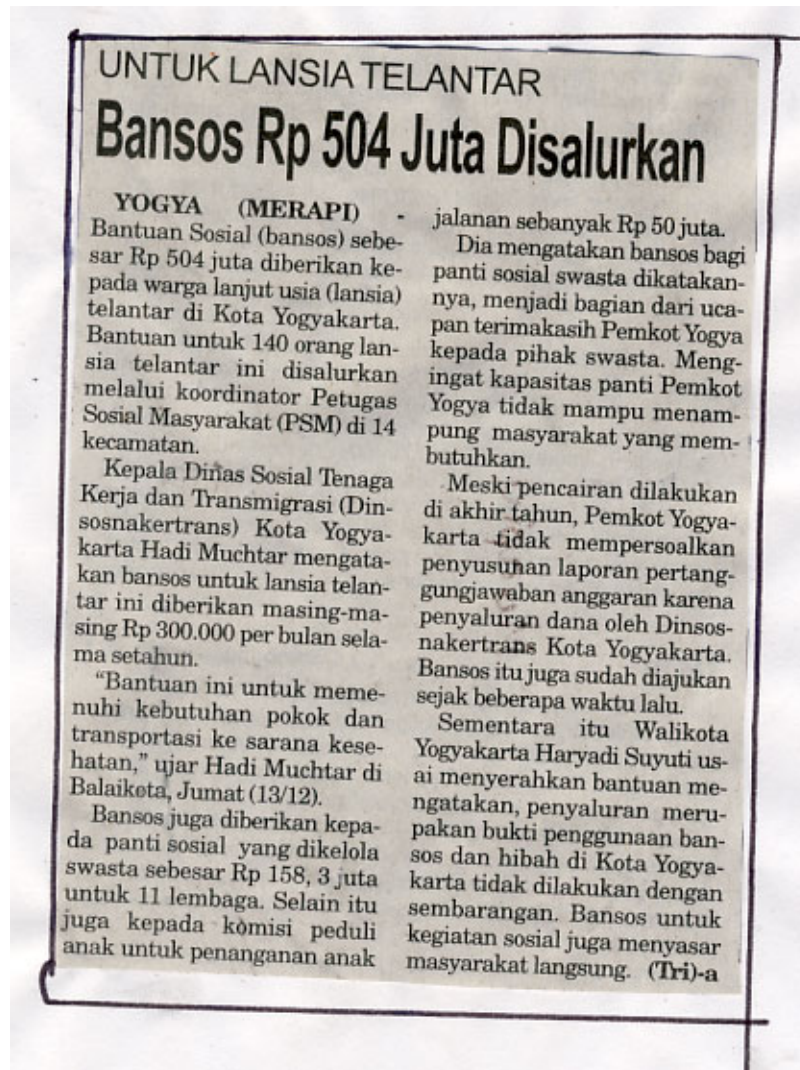 UNTUK LANSIA TELANTAR
Bansos Rp 504 Juta Disalurkan
YOGYA (MERAPI) -
Bantuan Sosial (bansos) sebe-
sar Rp 504 juta diberikan ke-
pada warga lanjut usia (lansia)
telantar di Kota Yogyakarta.
Bantuan untuk 140 orang lan-
sia telantar ini disalurkan
melalui koordinator Petugas
Sosial Masyarakat (PSM) di 14
kecamatan.
Kepala Dinas Sosial Tenaga
Kerja dan Transmigrasi (Din-
sosnakertrans) Kota Yogya-
karta Hadi Muchtar mengata-
kan bansos untuk lansia telan-
tar ini diberikan masing-ma-
sing Rp 300.000 per bulan sela-
ma setahun.
"Bantuan ini untuk meme-
nuhi kebutuhan pokok dan
transportasi ke sarana kese-
hatan," ujar Hadi Muchtar di
Balaikota, Jumat (13/12).
Bansos juga diberikan kepa-
da panti sosial yang dikelola
swasta sebesar Rp 158, 3 juta
untuk 11 lembaga. Selain itu
juga kepada komisi peduli
anak untuk penanganan anak
jalanan sebanyak Rp 50 juta.
Dia mengatakan bansos bagi
panti sosial swasta dikatakan-
nya, menjadi bagian dari uca-
pan terimakasih Pemkot Yogya
kepada pihak swasta. Meng-
ingat kapasitas panti Pemkot
Yogya tidak mampu menam-
pung masyarakat yang mem-
butuhkan.
Meski pencairan dilakukan
di akhir tahun, Pemkot Yogya-
karta tidak mempersoalkan
penyusunan laporan pertang-
gungjawaban anggaran karena
penyaluran dana oleh Dinsos-
nakertrans Kota Yogyakarta.
Bansos itu juga sudah diajukan
sejak beberapa waktu lalu.
Sementara itu Walikota
Yogyakarta Haryadi Suyuti us-
ai menyerahkan bantuan me-
ngatakan, penyaluran meru-
pakan bukti penggunaan ban-
sos dan hibah di Kota Yogya-
karta tidak dilakukan dengan
sembarangan. Bansos untuk
kegiatan sosial juga menyasar
masyarakat langsung. (Tri)-a